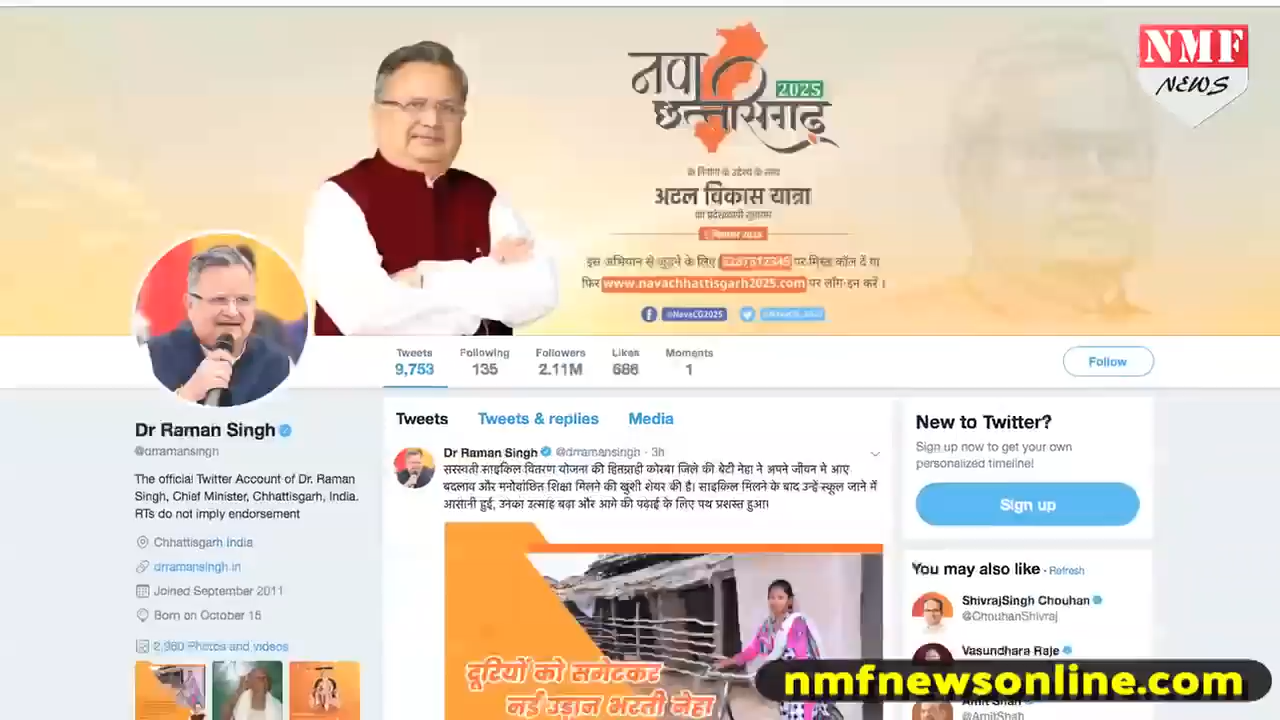 NMF
NEWS
नवा
2025
छत्तीसगढ़
के निर्माण के उद्देश्य के साथ
अटल विकास यात्रा
का प्रदेशव्यापी शुभारंभ
इस अभियान से जुड़ने के लिए पर मिस्ड कॉल दें या
फिर www.navachhattisgarh2025.com पर लॉग-इन करें ।
@NavaCG2025
Tweets Following Followers Likes Moments
9,753 135 2.11M 686 1
Follow
Dr Raman Singh
@drramansingh
The official Twitter Account of Dr. Raman
Singh, Chief Minister, Chhattisgarh, India.
RTs do not imply endorsement
Chhattisgarh India
drramansingh.in
Joined September 2011
Born on October 15
2,960 Photos and videos
Tweets Tweets & replies Media
Dr Raman Singh @drramansingh · 3h
सरस्वती साइकिल वितरण योजना की हितग्राही कोरबा जिले की बेटी नेहा ने अपने जीवन मे आए
बदलाव और मनोवांछित शिक्षा मिलने की खुशी शेयर की है। साइकिल मिलने के बाद उन्हें स्कूल जाने में
आसानी हुई, उनका उत्साह बढ़ा और आगे की पढ़ाई के लिए पथ प्रशस्त हुआ।
दूरियों को समेटकर
नई उड़ान भरती नेहा
New to Twitter?
Sign up now to get your own
personalized timeline!
Sign up
You may also like · Refresh
ShivrajSingh Chouhan
@ChouhanShivraj
Vasundhara Raje
Amit Shah
@AmitShah
nmfnewsonline.com